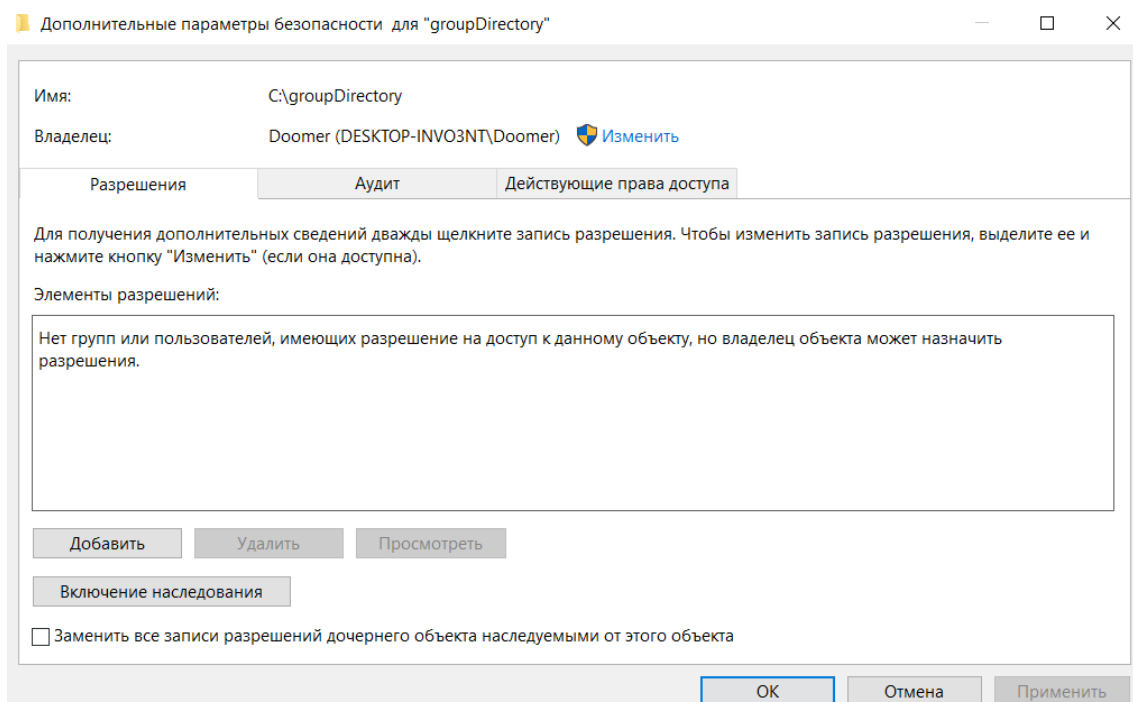 Дополнительные параметры безопасности для "groupDirectory"
Имя: C:\groupDirectory
Владелец: Doomer (DESKTOP-INVO3NT\Doomer) Изменить
Разрешения Аудит Действующие права доступа
Для получения дополнительных сведений дважды щелкните запись разрешения. Чтобы изменить запись разрешения, выделите ее и
нажмите кнопку "Изменить" (если она доступна).
Элементы разрешений:
Нет групп или пользователей, имеющих разрешение на доступ к данному объекту, но владелец объекта может назначить
разрешения.
Добавить Удалить Просмотреть
Включение наследования
Заменить все записи разрешений дочернего объекта наследуемыми от этого объекта
ОК Отмена Применить